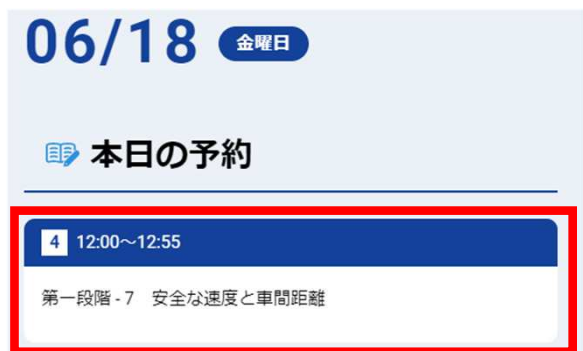 06/18 金曜日
本日の予約
4 12:00～12:55
第一段階 - 7　安全な速度と車間距離